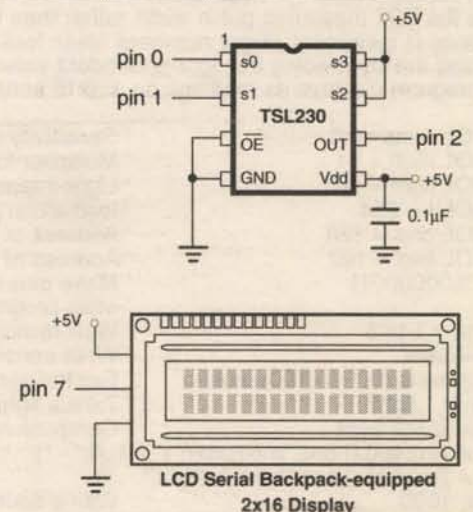 +5V
1
pin 0
s0
s3
pin 1
s1
s2
TSL230
OE
OUT
pin 2
GND
Vdd
+5V
0.1µF
+5V
pin 7
LCD Serial Backpack-equipped
2x16 Display